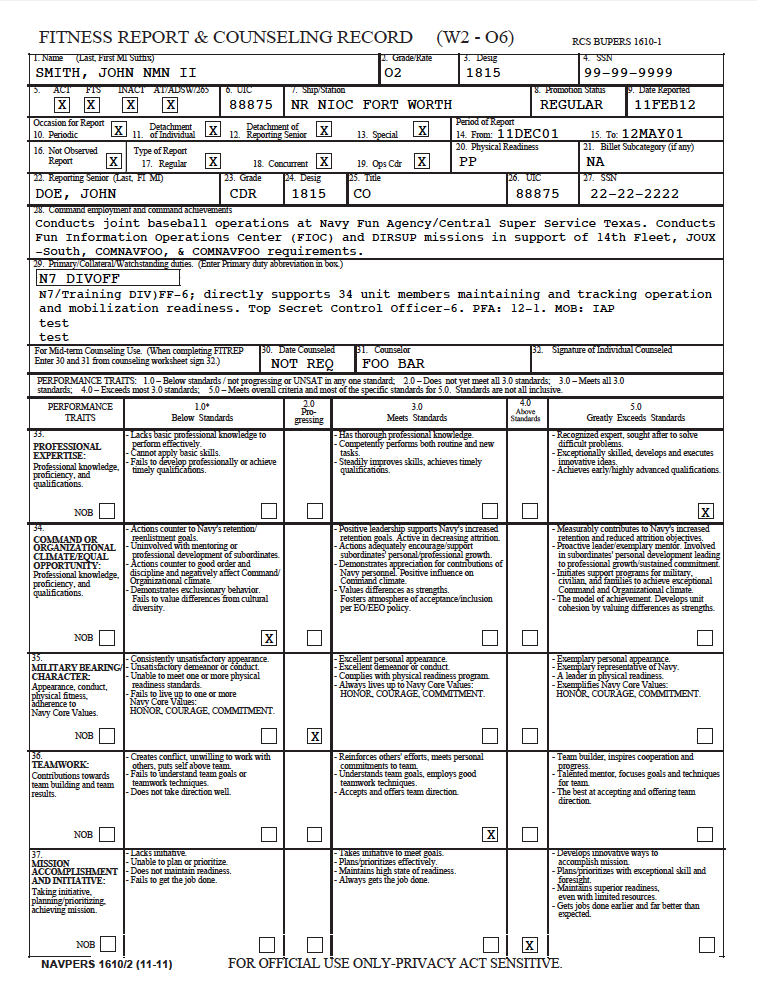 FITNESS REPORT & COUNSELING RECORD (W2 - O6) RCS BUPERS 1610-1
1. Name (Last, First MI Suffix) 2. Grade/Rate 3. Desig 4. SSN
SMITH, JOHN NMN II O2 1815 99-99-9999
5. ACT FTS INACT AT/ADSW/265 6. UIC 7. Ship/Station 8. Promotion Status 9. Date Reported
X X X X 88875 NR NIOC FORT WORTH REGULAR 11FEB12
Occasion for Report Detachment Detachment of Period of Report
10. Periodic X 11. of Individual X 12. Reporting Senior X 13. Special X 14. From: 11DEC01 15. To: 12MAY01
16. Not Observed Type of Report 20. Physical Readiness 21. Billet Subcategory (if any)
Report X 17. Regular X 18. Concurrent X 19. Ops Cdr X PP NA
22. Reporting Senior (Last, FI MI) 23. Grade 24. Desig 25. Title 26. UIC 27. SSN
DOE, JOHN CDR 1815 CO 88875 22-22-2222
28. Command employment and command achievements
Conducts joint baseball operations at Navy Fun Agency/Central Super Service Texas. Conducts
Fun Information Operations Center (FIOC) and DIRSUP missions in support of 14th Fleet, JOUX
-South, COMNAVFOO, & COMNAVFOO requirements.
29. Primary/Collateral/Watchstanding duties. (Enter Primary duty abbreviation in box.)
N7 DIVOFF
N7/Training DIV)FF-6; directly supports 34 unit members maintaining and tracking operation
and mobilization readiness. Top Secret Control Officer-6. PFA: 12-1. MOB: IAP
test
test
For Mid-term Counseling Use. (When completing FITREP 30. Date Counseled 31. Counselor 32. Signature of Individual Counseled
Enter 30 and 31 from counseling worksheet sign 32.) NOT REQ FOO BAR
PERFORMANCE TRAITS: 1.0 – Below standards / not progressing or UNSAT in any one standard; 2.0 – Does not yet meet all 3.0 standards; 3.0 – Meets all 3.0
standards; 4.0 – Exceeds most 3.0 standards; 5.0 – Meets overall criteria and most of the specific standards for 5.0. Standards are not all inclusive.
PERFORMANCE
TRAITS
1.0*
Below Standards
2.0
Pro-
gressing
3.0
Meets Standards
4.0
Above
Standards
5.0
Greatly Exceeds Standards
33.
PROFESSIONAL
EXPERTISE:
Professional knowledge,
proficiency, and
qualifications.
NOB
- Lacks basic professional knowledge to
perform effectively.
- Cannot apply basic skills.
- Fails to develop professionally or achieve
timely qualifications.
- Has thorough professional knowledge.
- Competently performs both routine and new
tasks.
- Steadily improves skills, achieves timely
qualifications.
- Recognized expert, sought after to solve
difficult problems.
- Exceptionally skilled, develops and executes
innovative ideas.
- Achieves early/highly advanced qualifications.
X
34.
COMMAND OR
ORGANIZATIONAL
CLIMATE/EQUAL
OPPORTUNITY:
Professional knowledge,
proficiency, and
qualifications.
NOB
- Actions counter to Navy's retention/
reenlistment goals.
- Uninvolved with mentoring or
professional development of subordinates.
- Actions counter to good order and
discipline and negatively affect Command/
Organizational climate.
- Demonstrates exclusionary behavior.
Fails to value differences from cultural
diversity.
X
- Positive leadership supports Navy's increased
retention goals. Active in decreasing attrition.
- Actions adequately encourage/support
subordinates' personal/professional growth.
- Demonstrates appreciation for contributions of
Navy personnel. Positive influence on
Command climate.
- Values differences as strengths.
Fosters atmosphere of acceptance/inclusion
per EO/EEO policy.
- Measurably contributes to Navy's increased
retention and reduced attrition objectives.
- Proactive leader/exemplary mentor. Involved
in subordinates' personal development leading
to professional growth/sustained commitment.
- Initiates support programs for military,
civilian, and families to achieve exceptional
Command and Organizational climate.
- The model of achievement. Develops unit
cohesion by valuing differences as strengths.
35.
MILITARY BEARING/
CHARACTER:
Appearance, conduct,
physical fitness,
adherence to
Navy Core Values.
NOB
- Consistently unsatisfactory appearance.
- Unsatisfactory demeanor or conduct.
- Unable to meet one or more physical
readiness standards.
- Fails to live up to one or more
Navy Core Values:
HONOR, COURAGE, COMMITMENT.
X
- Excellent personal appearance.
- Excellent demeanor or conduct.
- Complies with physical readiness program.
- Always lives up to Navy Core Values:
HONOR, COURAGE, COMMITMENT.
- Exemplary personal appearance.
- Exemplary representative of Navy.
- A leader in physical readiness.
- Exemplifies Navy Core Values:
HONOR, COURAGE, COMMITMENT.
36.
TEAMWORK:
Contributions towards
team building and team
results.
NOB
- Creates conflict, unwilling to work with
others, puts self above team.
- Fails to understand team goals or
teamwork techniques.
- Does not take direction well.
- Reinforces others' efforts, meets personal
commitments to team.
- Understands team goals, employs good
teamwork techniques.
- Accepts and offers team direction.
X
- Team builder, inspires cooperation and
progress.
- Talented mentor, focuses goals and techniques
for team.
- The best at accepting and offering team
direction.
37.
MISSION
ACCOMPLISHMENT
AND INITIATIVE:
Taking initiative,
planning/prioritizing,
achieving mission.
NOB
- Lacks initiative.
- Unable to plan or prioritize.
- Does not maintain readiness.
- Fails to get the job done.
- Takes initiative to meet goals.
- Plans/prioritizes effectively.
- Maintains high state of readiness.
- Always gets the job done.
X
- Develops innovative ways to
accomplish mission.
- Plans/prioritizes with exceptional skill and
foresight.
- Maintains superior readiness,
even with limited resources.
- Gets jobs done earlier and far better than
expected.
NAVPERS 1610/2 (11-11) FOR OFFICIAL USE ONLY-PRIVACY ACT SENSITIVE.